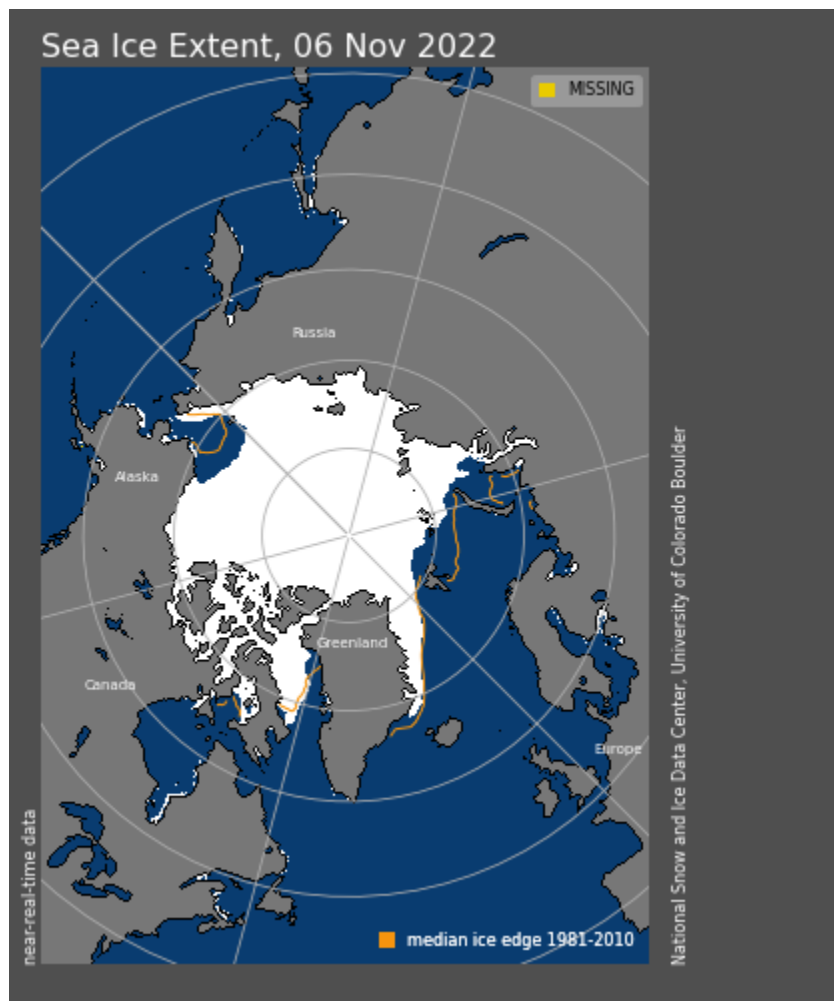 Sea Ice Extent, 06 Nov 2022
MISSING
Russia
Alaska
Greenland
Canada
Europe
median ice edge 1981-2010
near-real-time data
National Snow and Ice Data Center, University of Colorado Boulder